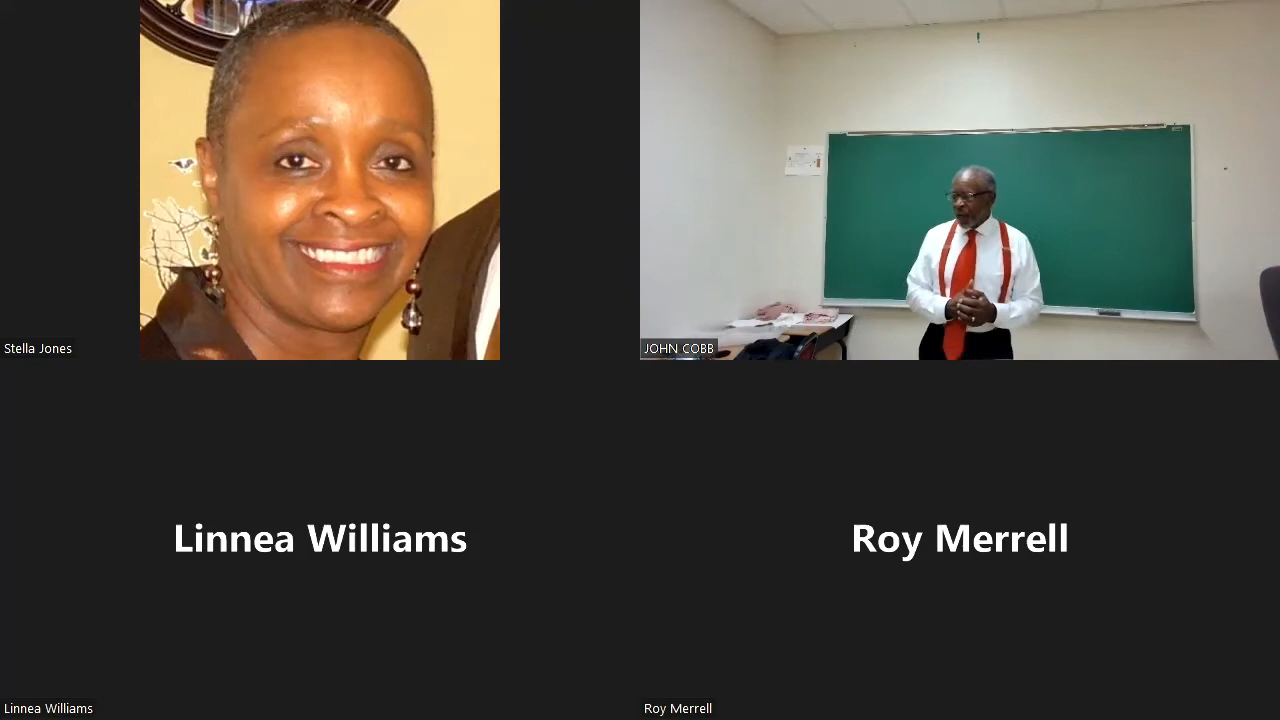 Stella Jones
JOHN COBB
Linnea Williams
Roy Merrell
Linnea Williams
Roy Merrell